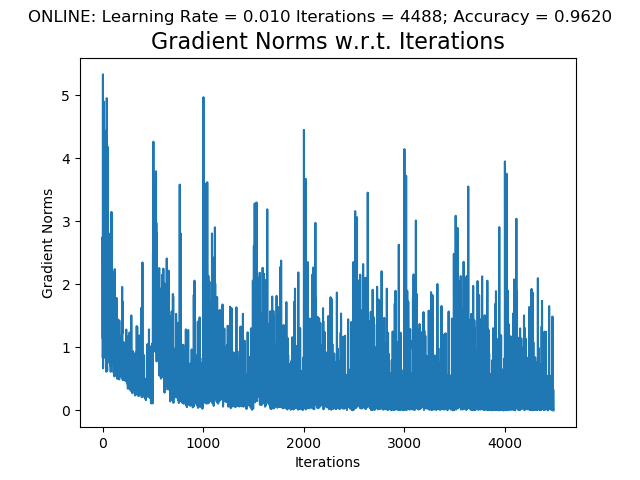 ONLINE: Learning Rate = 0.010 Iterations = 4488; Accuracy = 0.9620
Gradient Norms w.r.t. Iterations
Gradient Norms
5
4
3
2
1
0
0 1000 2000 3000 4000
Iterations